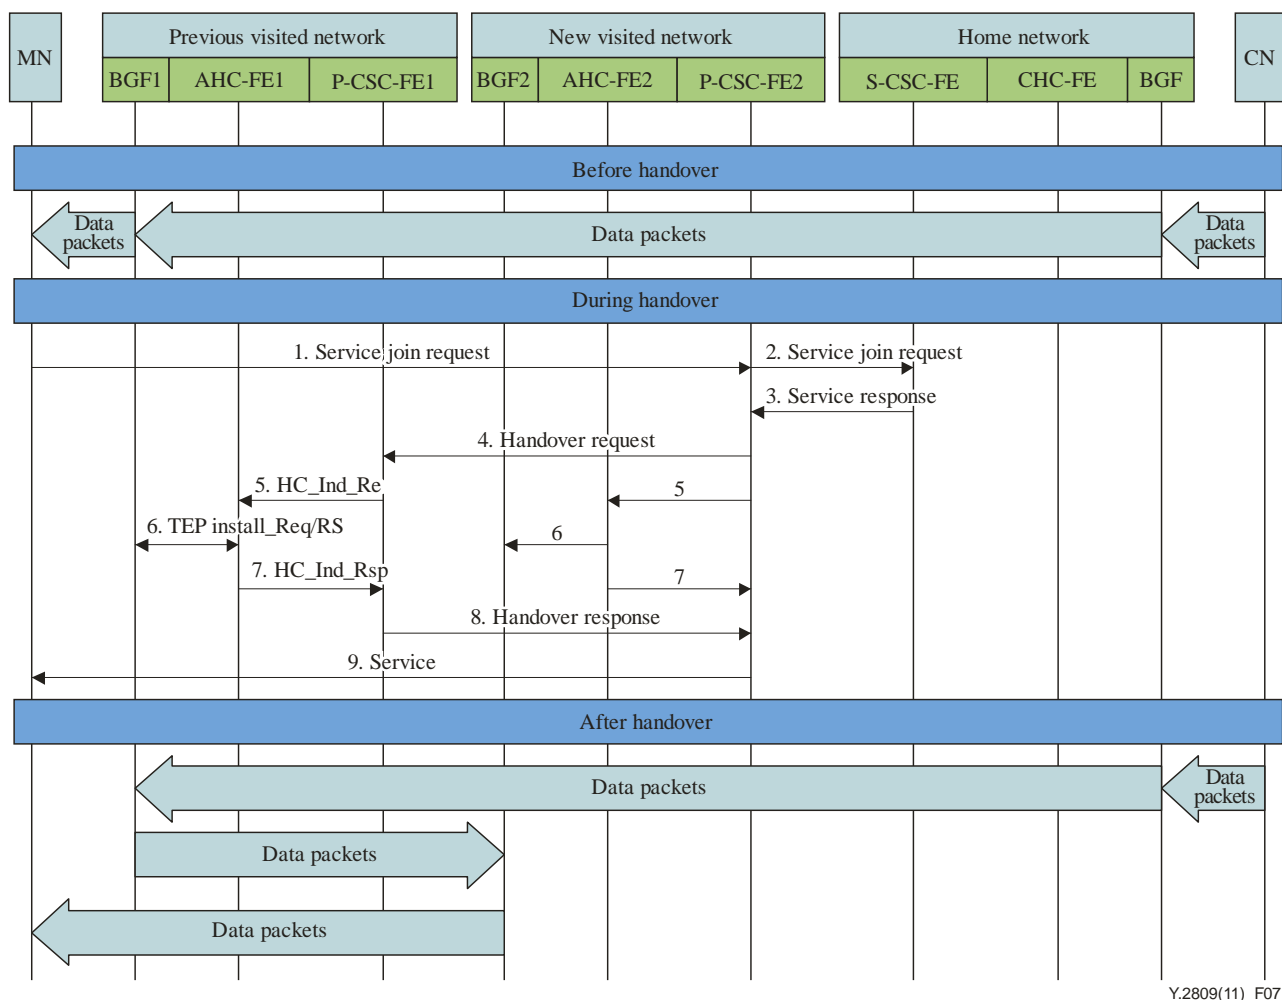 MN
Previous visited network
New visited network
Home network
CN
BGF1
AHC-FE1
P-CSC-FE1
BGF2
AHC-FE2
P-CSC-FE2
S-CSC-FE
CHC-FE
BGF
Before handover
Data
packets
Data packets
Data
packets
During handover
1. Service join request
2. Service join request
3. Service response
4. Handover request
5. HC_Ind_Re
5
6. TEP install_Req/RS
6
7. HC_Ind_Rsp
7
8. Handover response
9. Service
After handover
Data packets
Data
packets
Data packets
Data packets
Y.2809(11)_F07